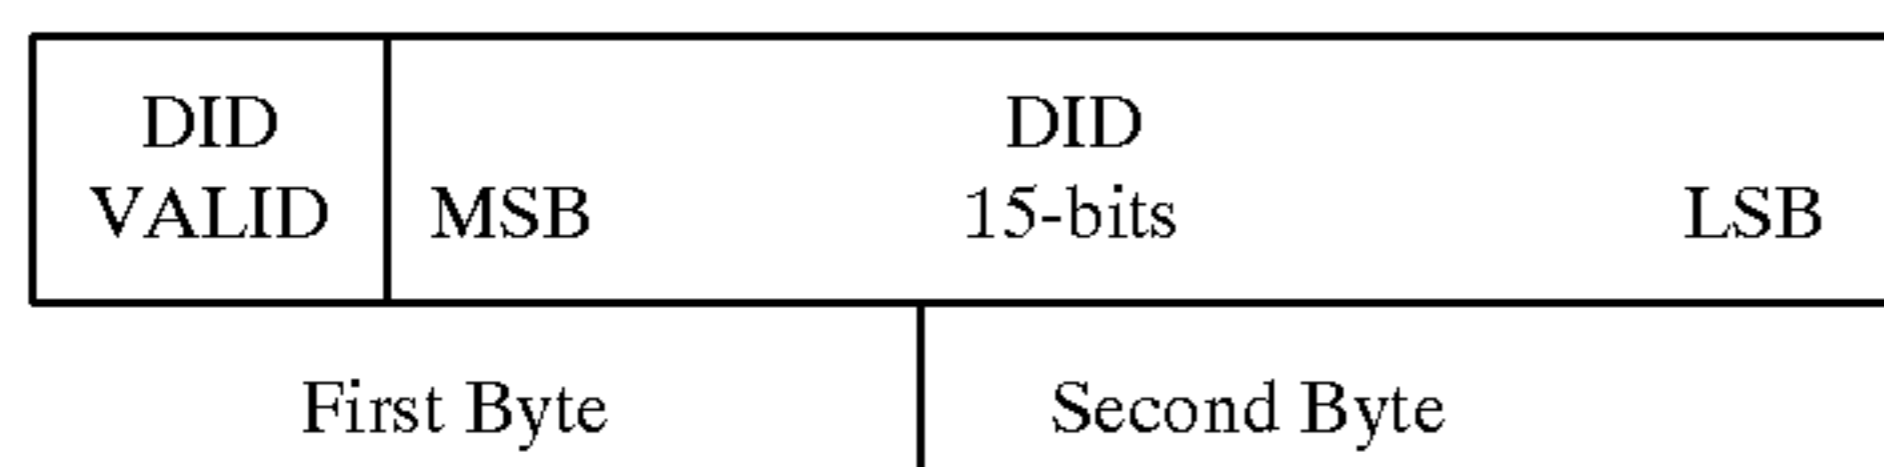 DID
VALID
DID
MSB 15-bits LSB
First Byte
Second Byte